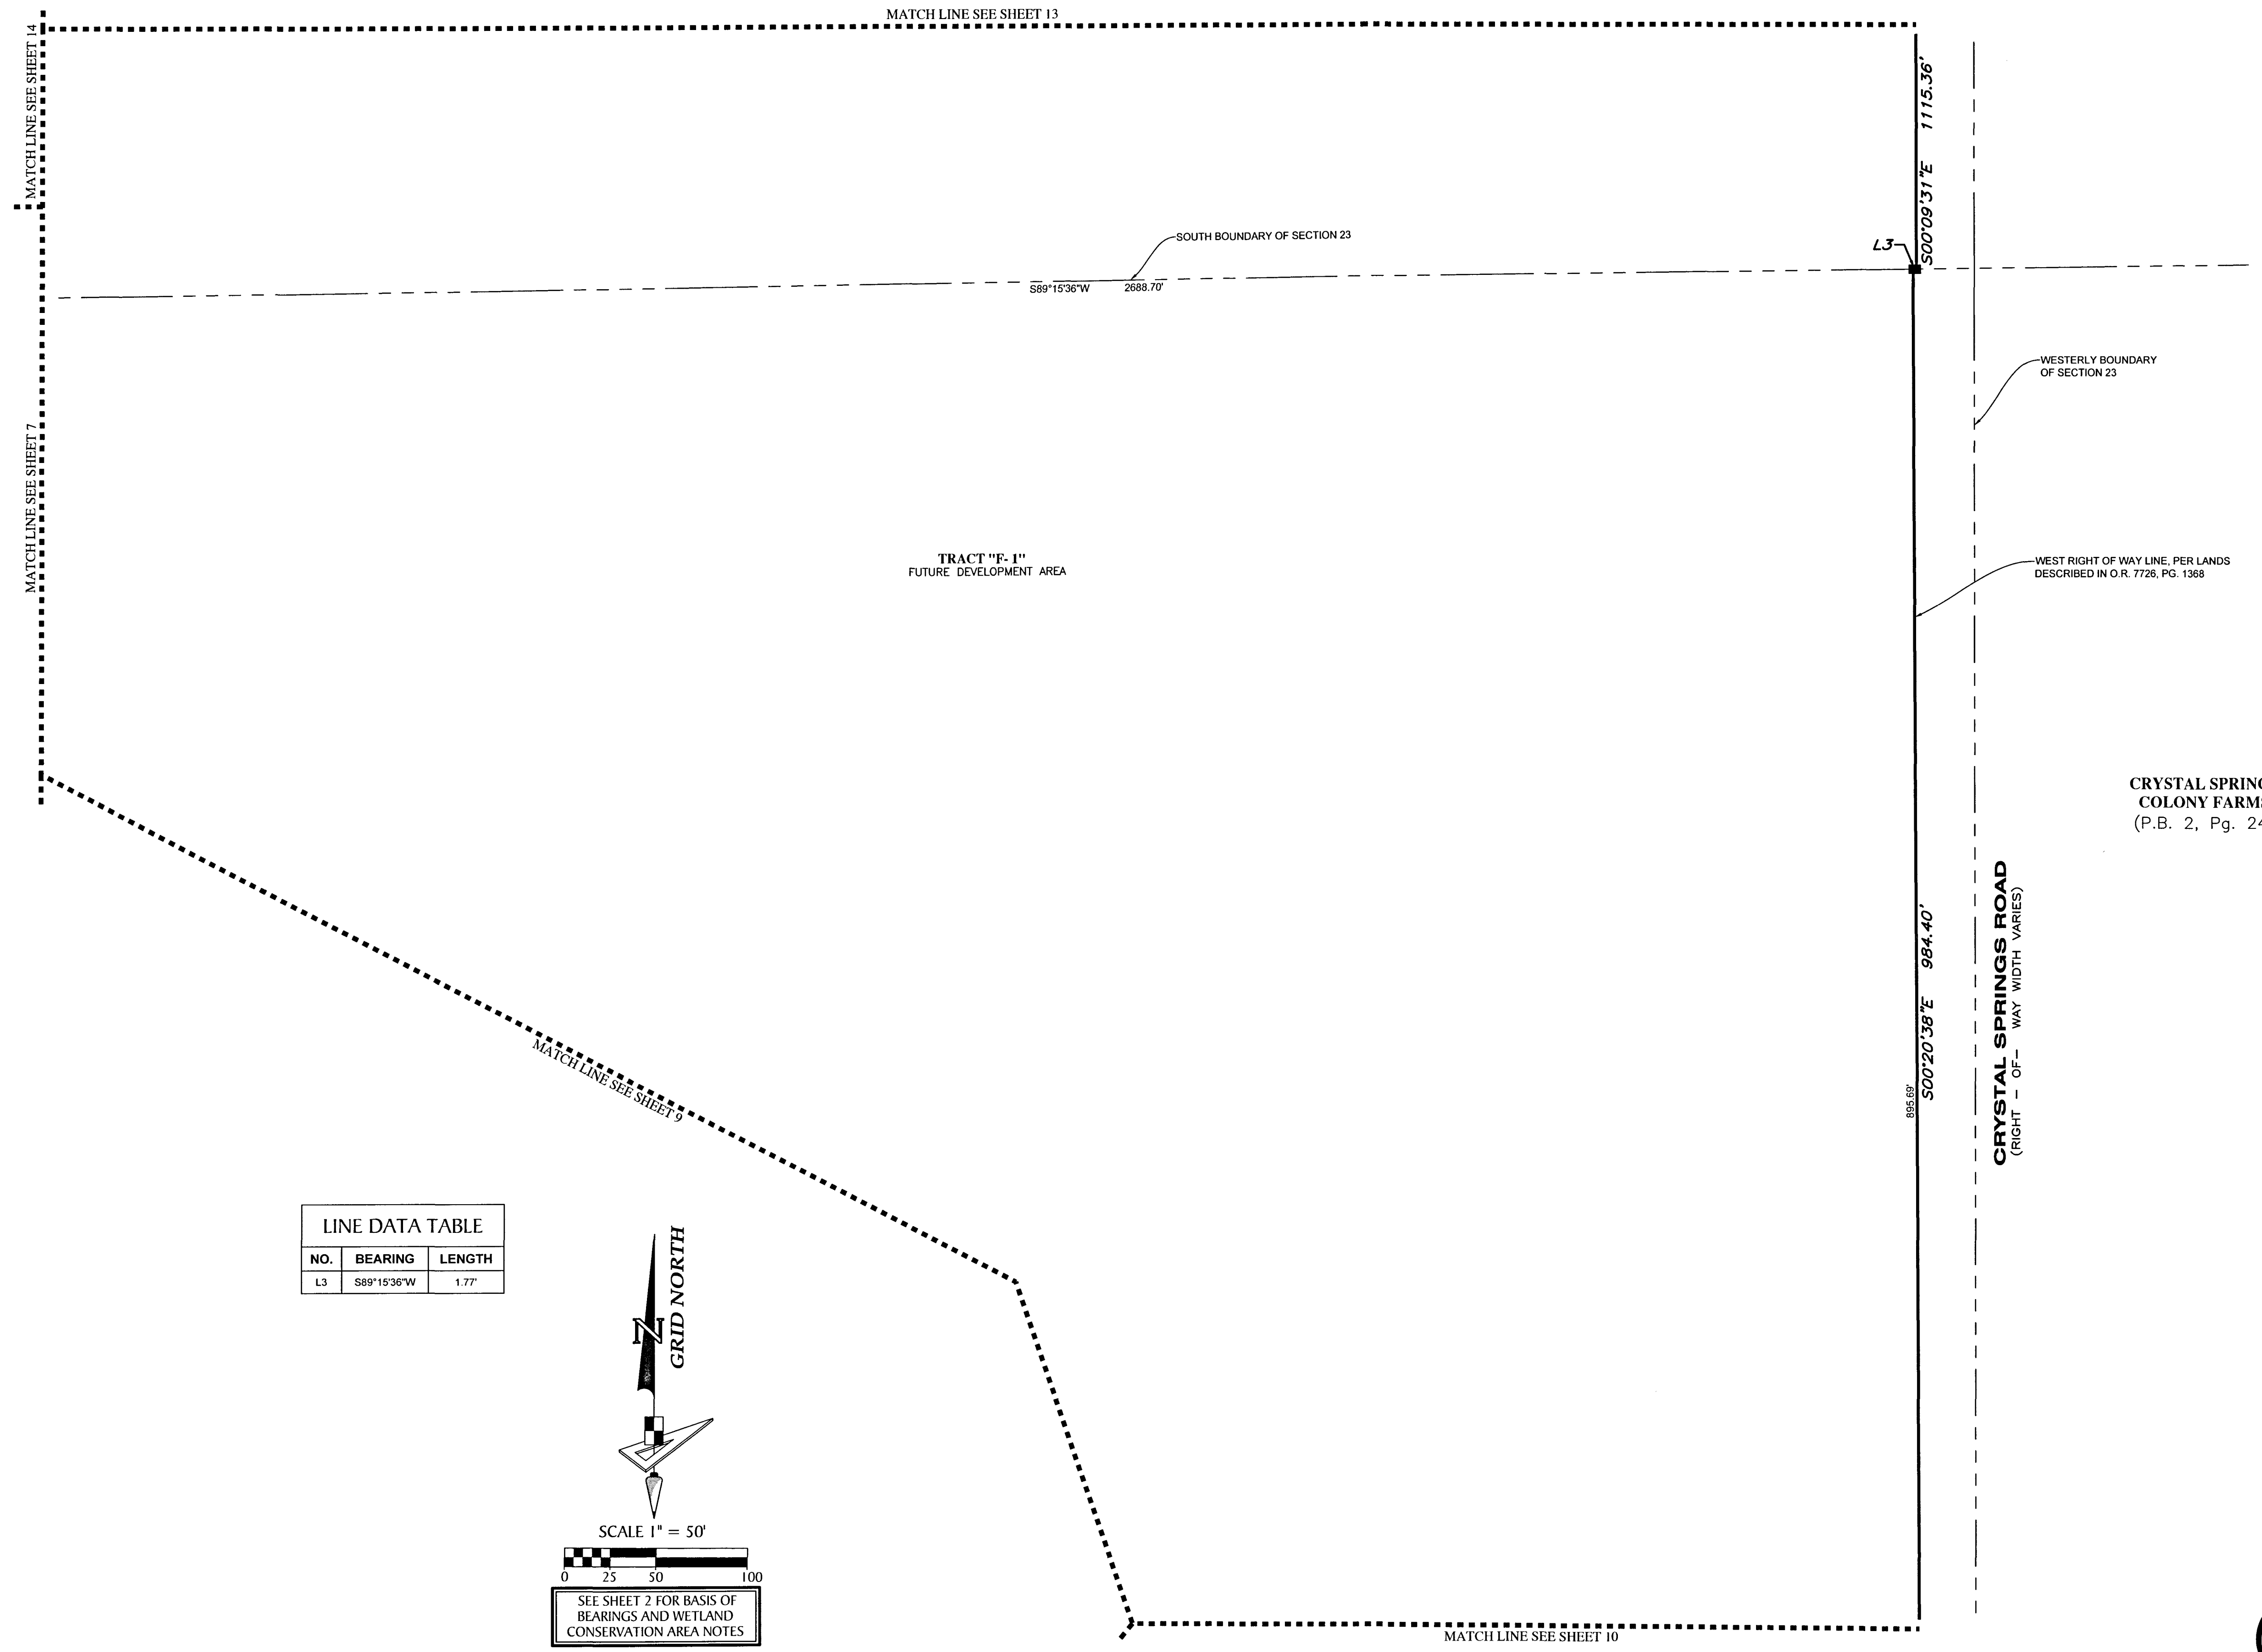 MATCH LINE SEE SHEET 13
MATCH LINE SEE SHEET 14
S00°09'31"E 1115.36'
SOUTH BOUNDARY OF SECTION 23
L3
S89°15'36"W 2688.70'
WESTERLY BOUNDARY
OF SECTION 23
MATCH LINE SEE SHEET 7
TRACT "F- 1"
FUTURE DEVELOPMENT AREA
WEST RIGHT OF WAY LINE, PER LANDS
DESCRIBED IN O.R. 7726, PG. 1368
CRYSTAL SPRING
COLONY FARMS
(P.B. 2, Pg. 24
S00°20'38"E 984.40'
895.69'
CRYSTAL SPRINGS ROAD
(RIGHT - OF- WAY WIDTH VARIES)
MATCH LINE SEE SHEET 9
LINE DATA TABLE
NO. BEARING LENGTH
L3 S89°15'36"W 1.77'
N
GRID NORTH
SCALE 1" = 50'
0 25 50 100
SEE SHEET 2 FOR BASIS OF
BEARINGS AND WETLAND
CONSERVATION AREA NOTES
MATCH LINE SEE SHEET 10